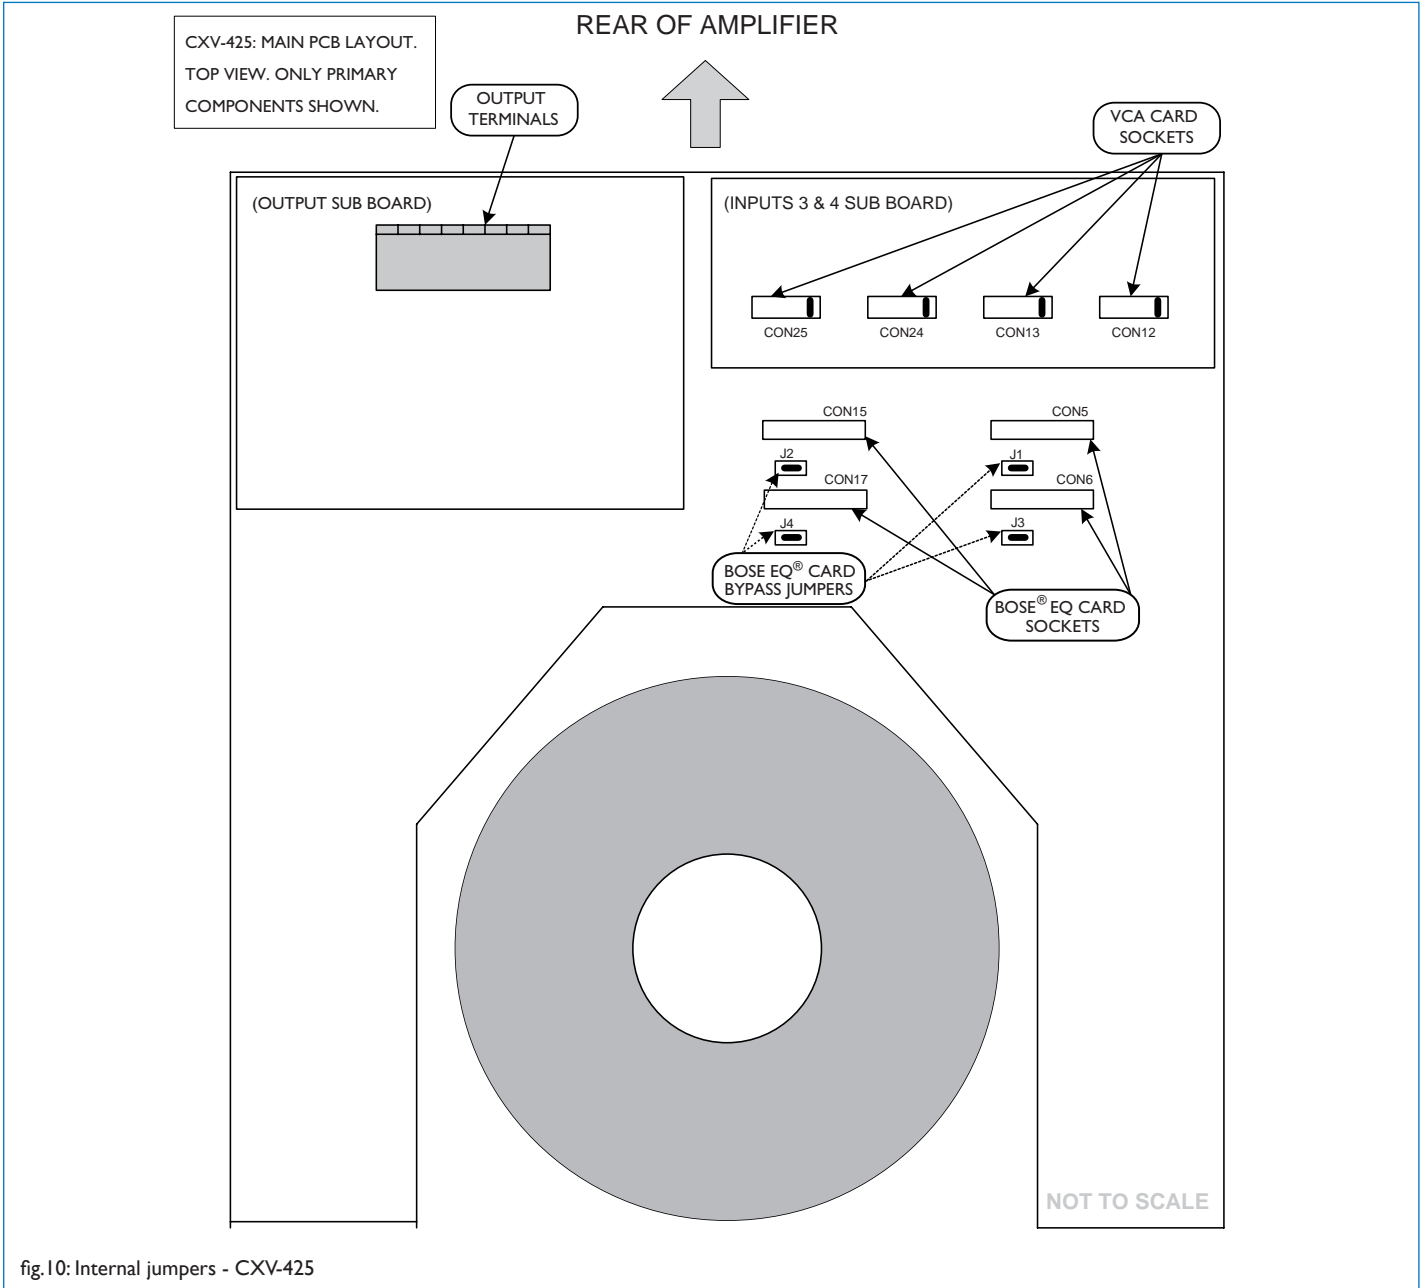 REAR OF AMPLIFIER
CXV-425: MAIN PCB LAYOUT.
TOP VIEW. ONLY PRIMARY
COMPONENTS SHOWN.
OUTPUT
TERMINALS
VCA CARD
SOCKETS
(OUTPUT SUB BOARD)
(INPUTS 3 & 4 SUB BOARD)
CON25
CON24
CON13
CON12
CON15
CON5
J2
J1
CON17
CON6
J4
J3
BOSE EQ® CARD
BYPASS JUMPERS
BOSE® EQ CARD
SOCKETS
NOT TO SCALE
fig.10: Internal jumpers - CXV-425